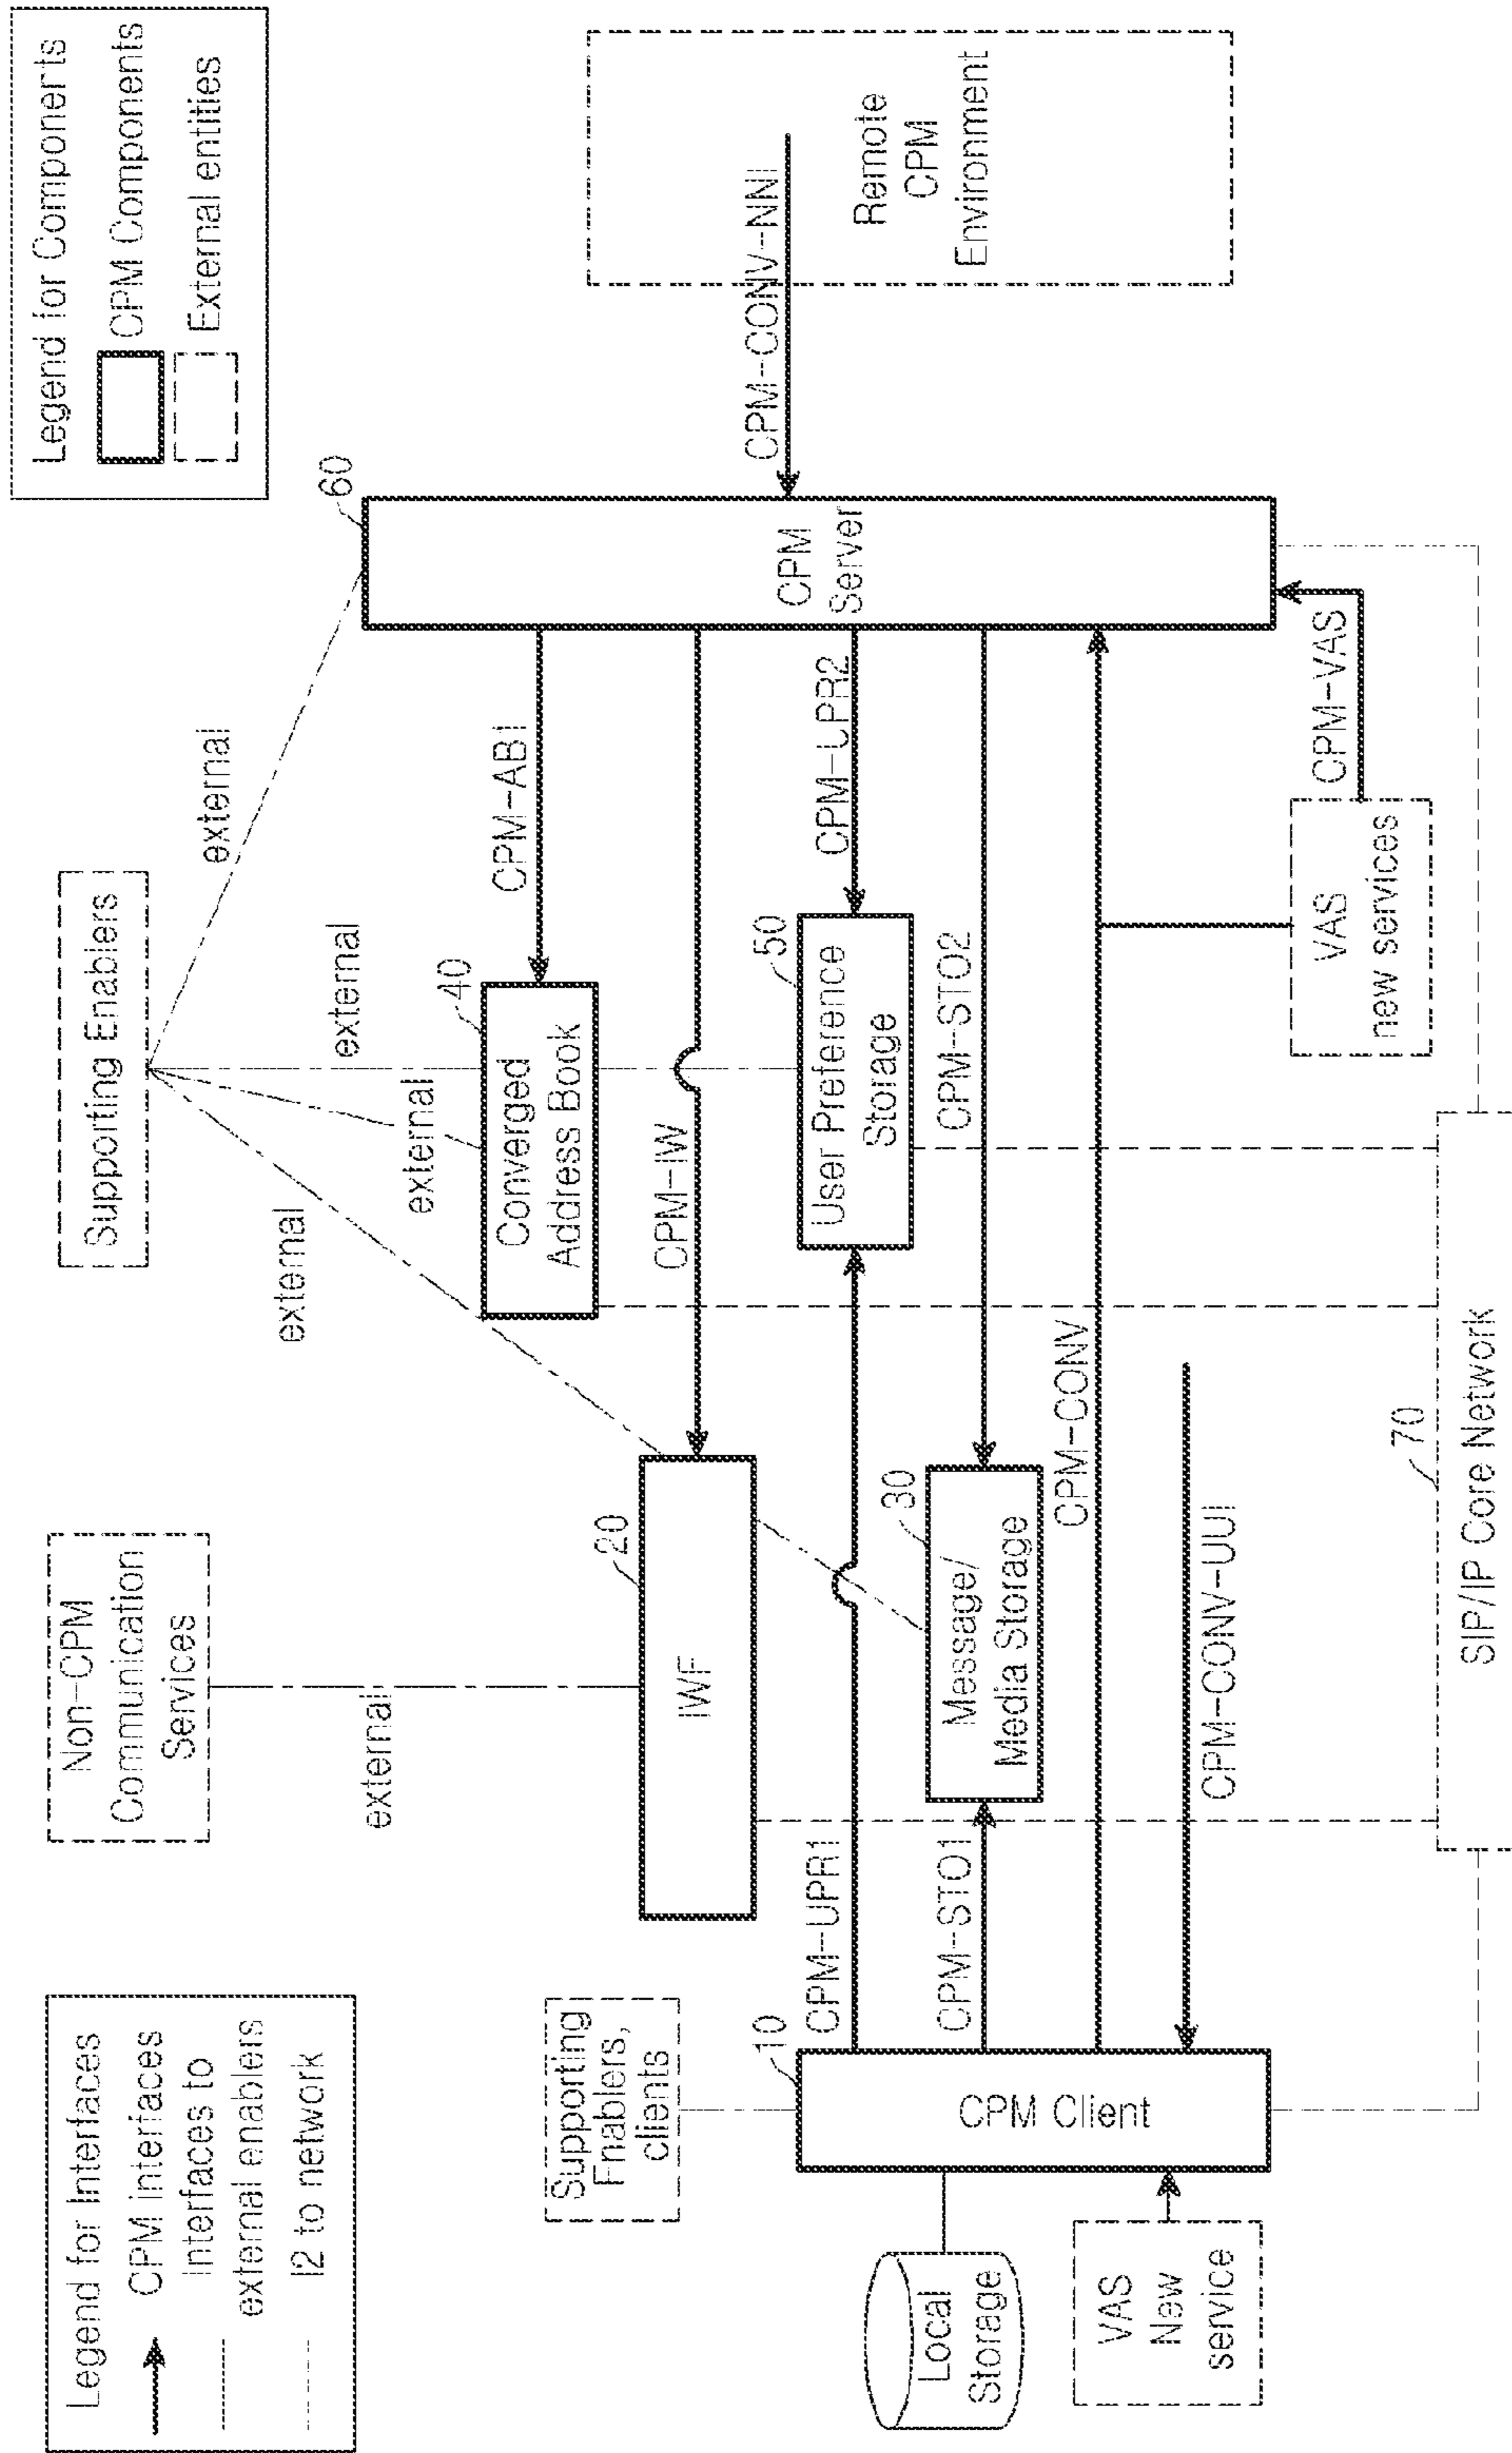 Legend for Interfaces
CPM interfaces
Interfaces to
external enablers
I2 to network
Non-CPM
Communication
Services
Supporting Enablers
Legend for Componerts
CPM Components
External entities
external
external
external
external
external
Supporting
Enablers,
clients
20
IWF
40
Converged
Address Book
CPM-AB1
CPM-IW
60
CPM
Server
CPM-CONV-NNI
Remote
CPM
Environment
10
CPM Client
CPM-UPR1
50
User Preference
Storage
CPM-LPR2
CPM-STO1
30
Message/
Media Storage
CPM-STO2
CPM-CONV
CPM-CONV-UUI
Local
Storage
VAS
New
service
VAS
new services
CPM-VAS
70
SIP/IP Core Network